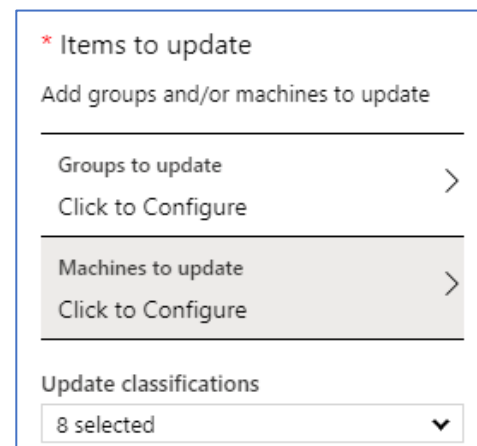 * Items to update
Add groups and/or machines to update
Groups to update
Click to Configure
Machines to update
Click to Configure
Update classifications
8 selected